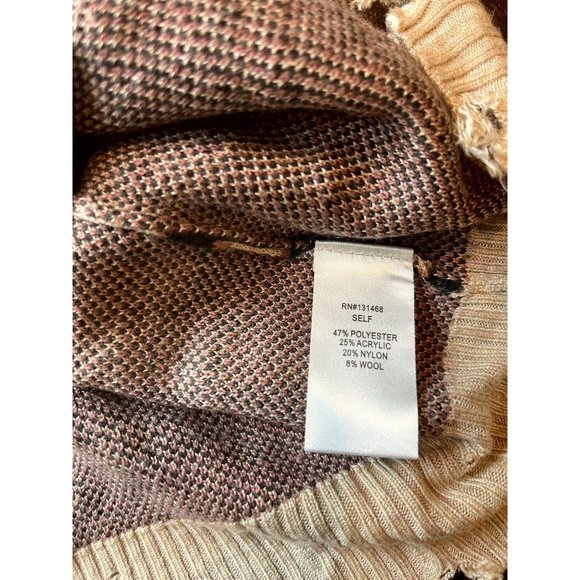 RN#131468
SELF
47% POLYESTER
25% ACRYLIC
20% NYLON
8% WOOL